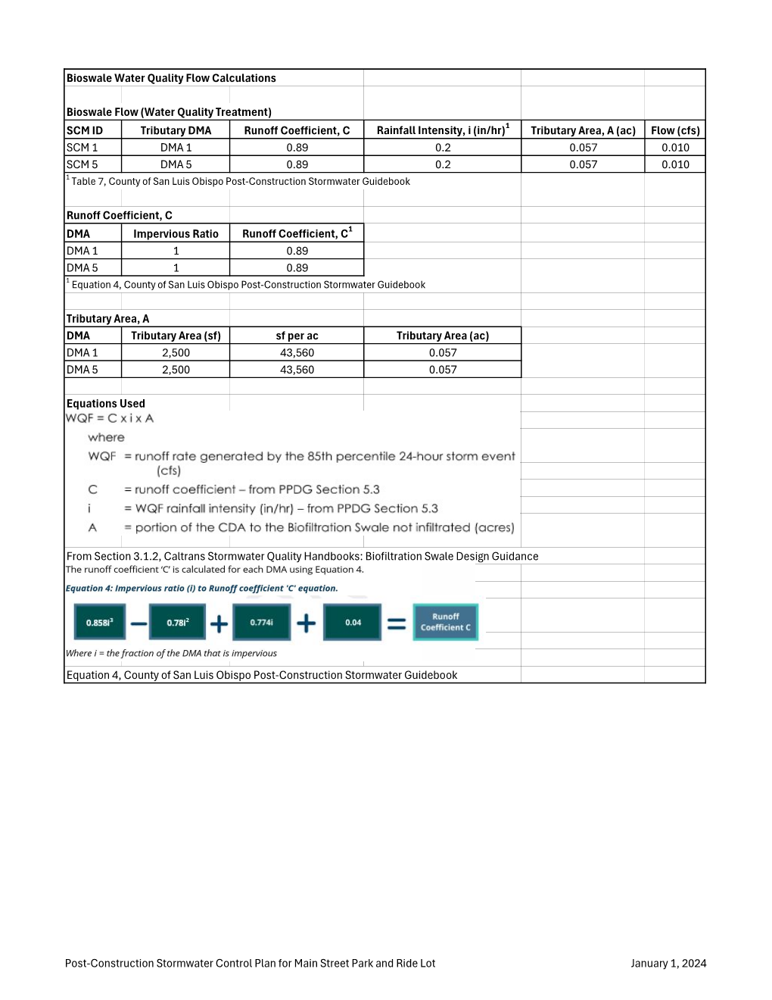 Bioswale Water Quality Flow Calculations
Bioswale Flow (Water Quality Treatment)
SCM ID Tributary DMA Runoff Coefficient, C Rainfall Intensity, i (in/hr)¹ Tributary Area, A (ac) Flow (cfs)
SCM 1 DMA 1 0.89 0.2 0.057 0.010
SCM 5 DMA 5 0.89 0.2 0.057 0.010
¹ Table 7, County of San Luis Obispo Post-Construction Stormwater Guidebook
Runoff Coefficient, C
DMA Impervious Ratio Runoff Coefficient, C¹
DMA 1 1 0.89
DMA 5 1 0.89
¹ Equation 4, County of San Luis Obispo Post-Construction Stormwater Guidebook
Tributary Area, A
DMA Tributary Area (sf) sf per ac Tributary Area (ac)
DMA 1 2,500 43,560 0.057
DMA 5 2,500 43,560 0.057
Equations Used
WQF = C x i x A
where
WQF = runoff rate generated by the 85th percentile 24-hour storm event
(cfs)
C = runoff coefficient – from PPDG Section 5.3
i = WQF rainfall intensity (in/hr) – from PPDG Section 5.3
A = portion of the CDA to the Biofiltration Swale not infiltrated (acres)
From Section 3.1.2, Caltrans Stormwater Quality Handbooks: Biofiltration Swale Design Guidance
The runoff coefficient ‘C’ is calculated for each DMA using Equation 4.
Equation 4: Impervious ratio (i) to Runoff coefficient 'C' equation.
0.858i³ − 0.78i² + 0.774i + 0.04 = Runoff Coefficient C
Where i = the fraction of the DMA that is impervious
Equation 4, County of San Luis Obispo Post-Construction Stormwater Guidebook
Post-Construction Stormwater Control Plan for Main Street Park and Ride Lot January 1, 2024